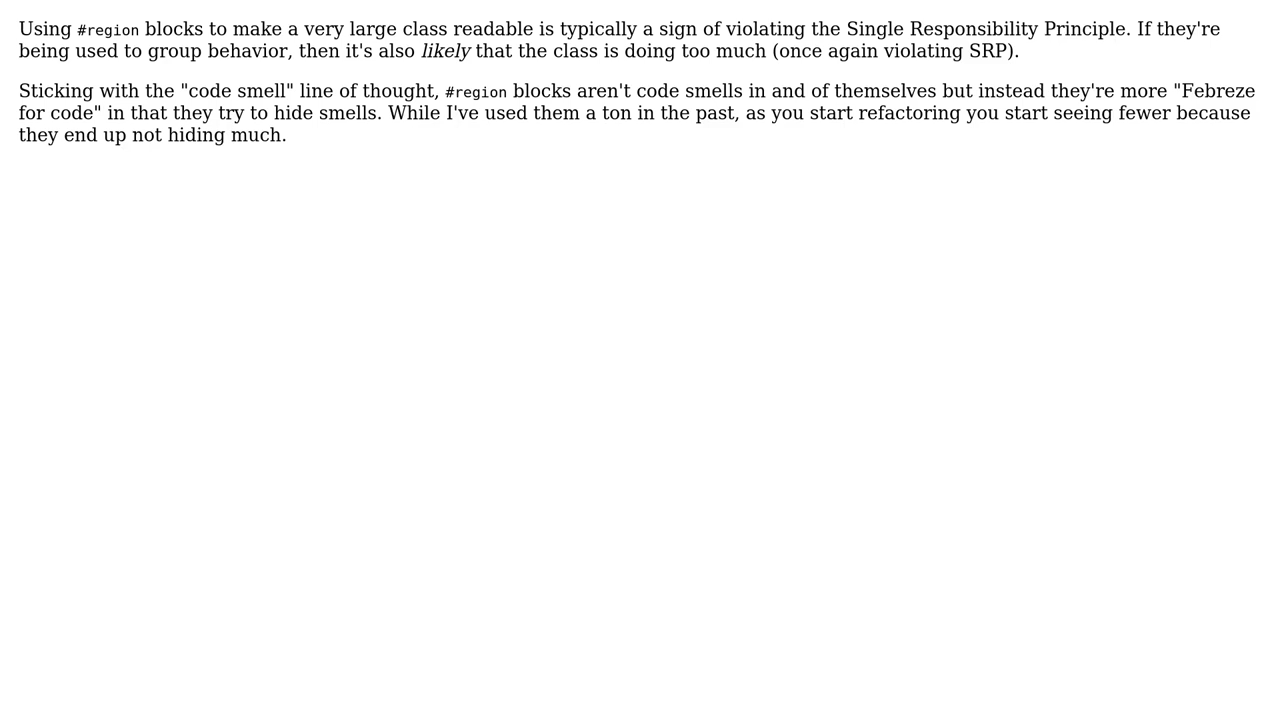 Using #region blocks to make a very large class readable is typically a sign of violating the Single Responsibility Principle. If they're
being used to group behavior, then it's also likely that the class is doing too much (once again violating SRP).
Sticking with the "code smell" line of thought, #region blocks aren't code smells in and of themselves but instead they're more "Febreze
for code" in that they try to hide smells. While I've used them a ton in the past, as you start refactoring you start seeing fewer because
they end up not hiding much.